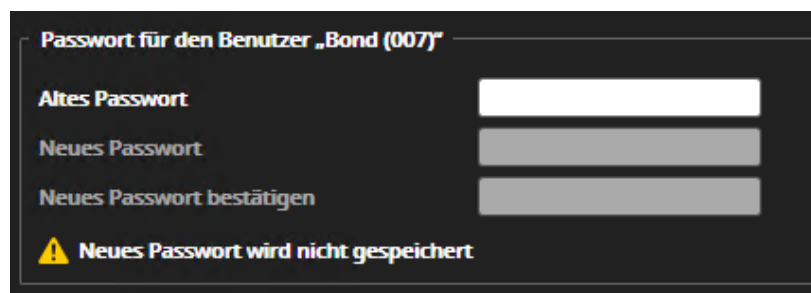 Passwort für den Benutzer „Bond (007)“
Altes Passwort
Neues Passwort
Neues Passwort bestätigen
Neues Passwort wird nicht gespeichert